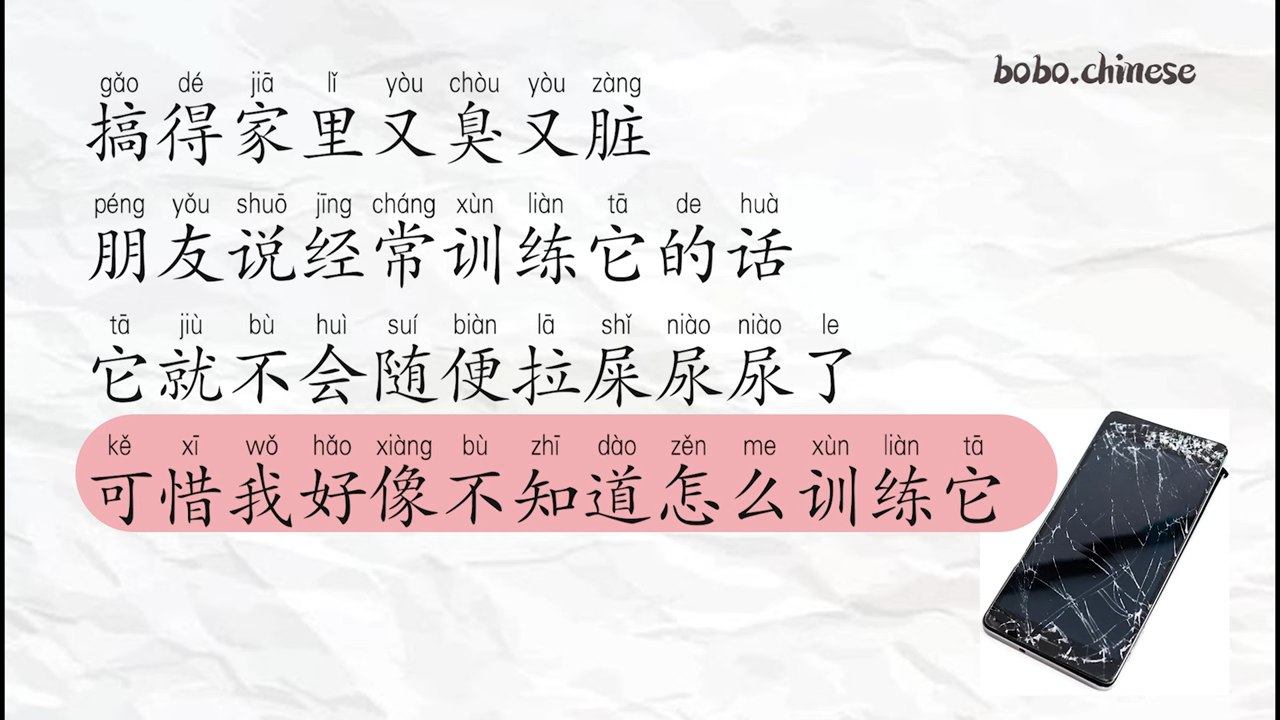 bobo.chinese
gǎo dé jiā lǐ yòu chòu yòu zàng
搞得家里又臭又脏
péng yǒu shuō jīng cháng xùn liàn tā de huà
朋友说经常训练它的话
tā jiù bù huì suí biàn lā shǐ niào niào le
它就不会随便拉屎尿尿了
kě xī wǒ hǎo xiàng bù zhī dào zěn me xùn liàn tā
可惜我好像不知道怎么训练它